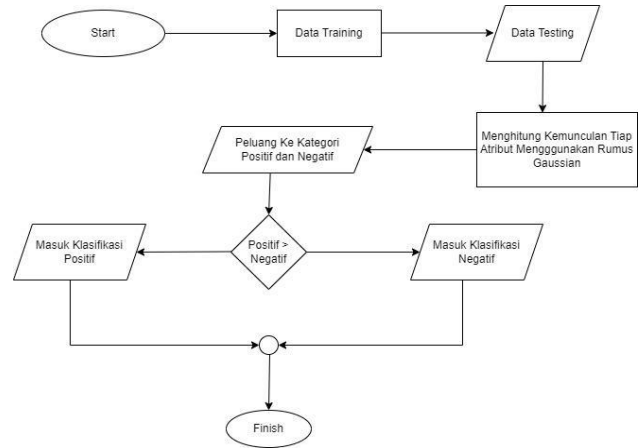 Start
Data Training
Data Testing
Menghitung Kemunculan Tiap
Atribut Mengggunakan Rumus
Gaussian
Peluang Ke Kategori
Positif dan Negatif
Positif >
Negatif
Masuk Klasifikasi
Positif
Masuk Klasifikasi
Negatif
Finish